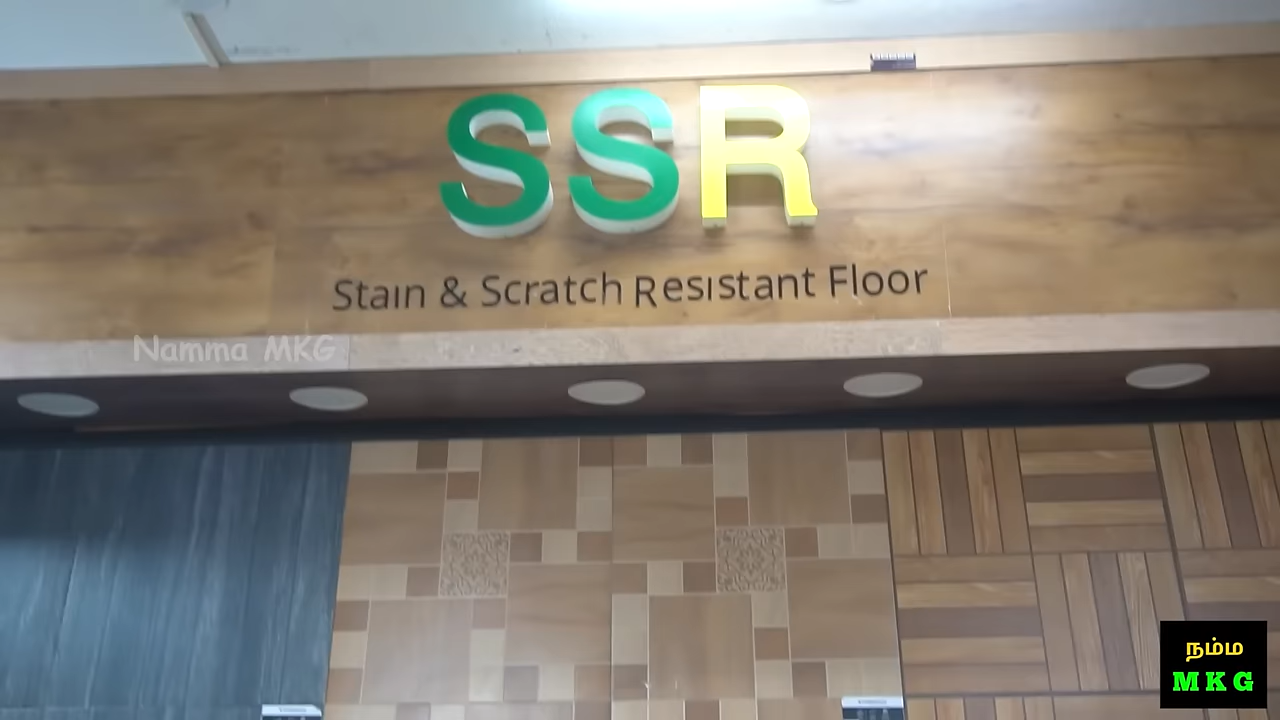 SSR
Stain & Scratch Resistant Floor
Namma MKG
நம்ம
MKG